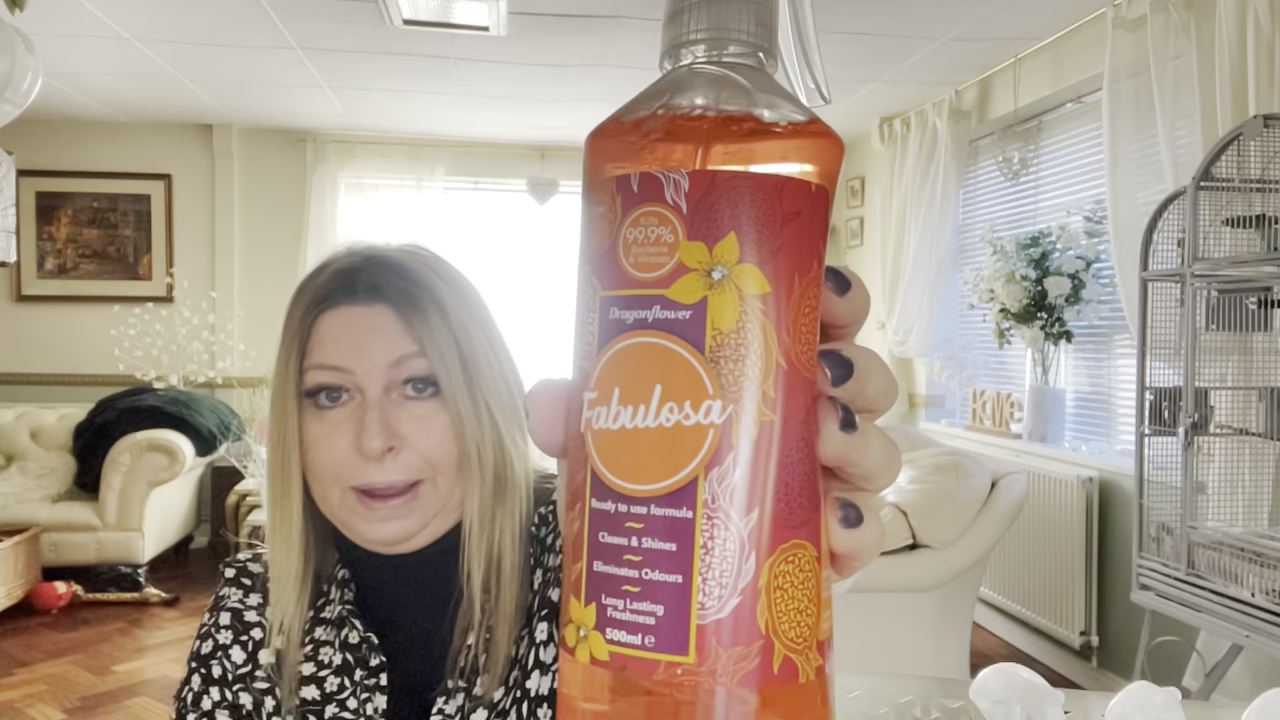 Kills
99.9%
Bacteria
& Viruses
Dragonflower
Fabulosa
Ready to use formula
Cleans & Shines
Eliminates Odours
Long Lasting
Freshness
500ml e
HOME